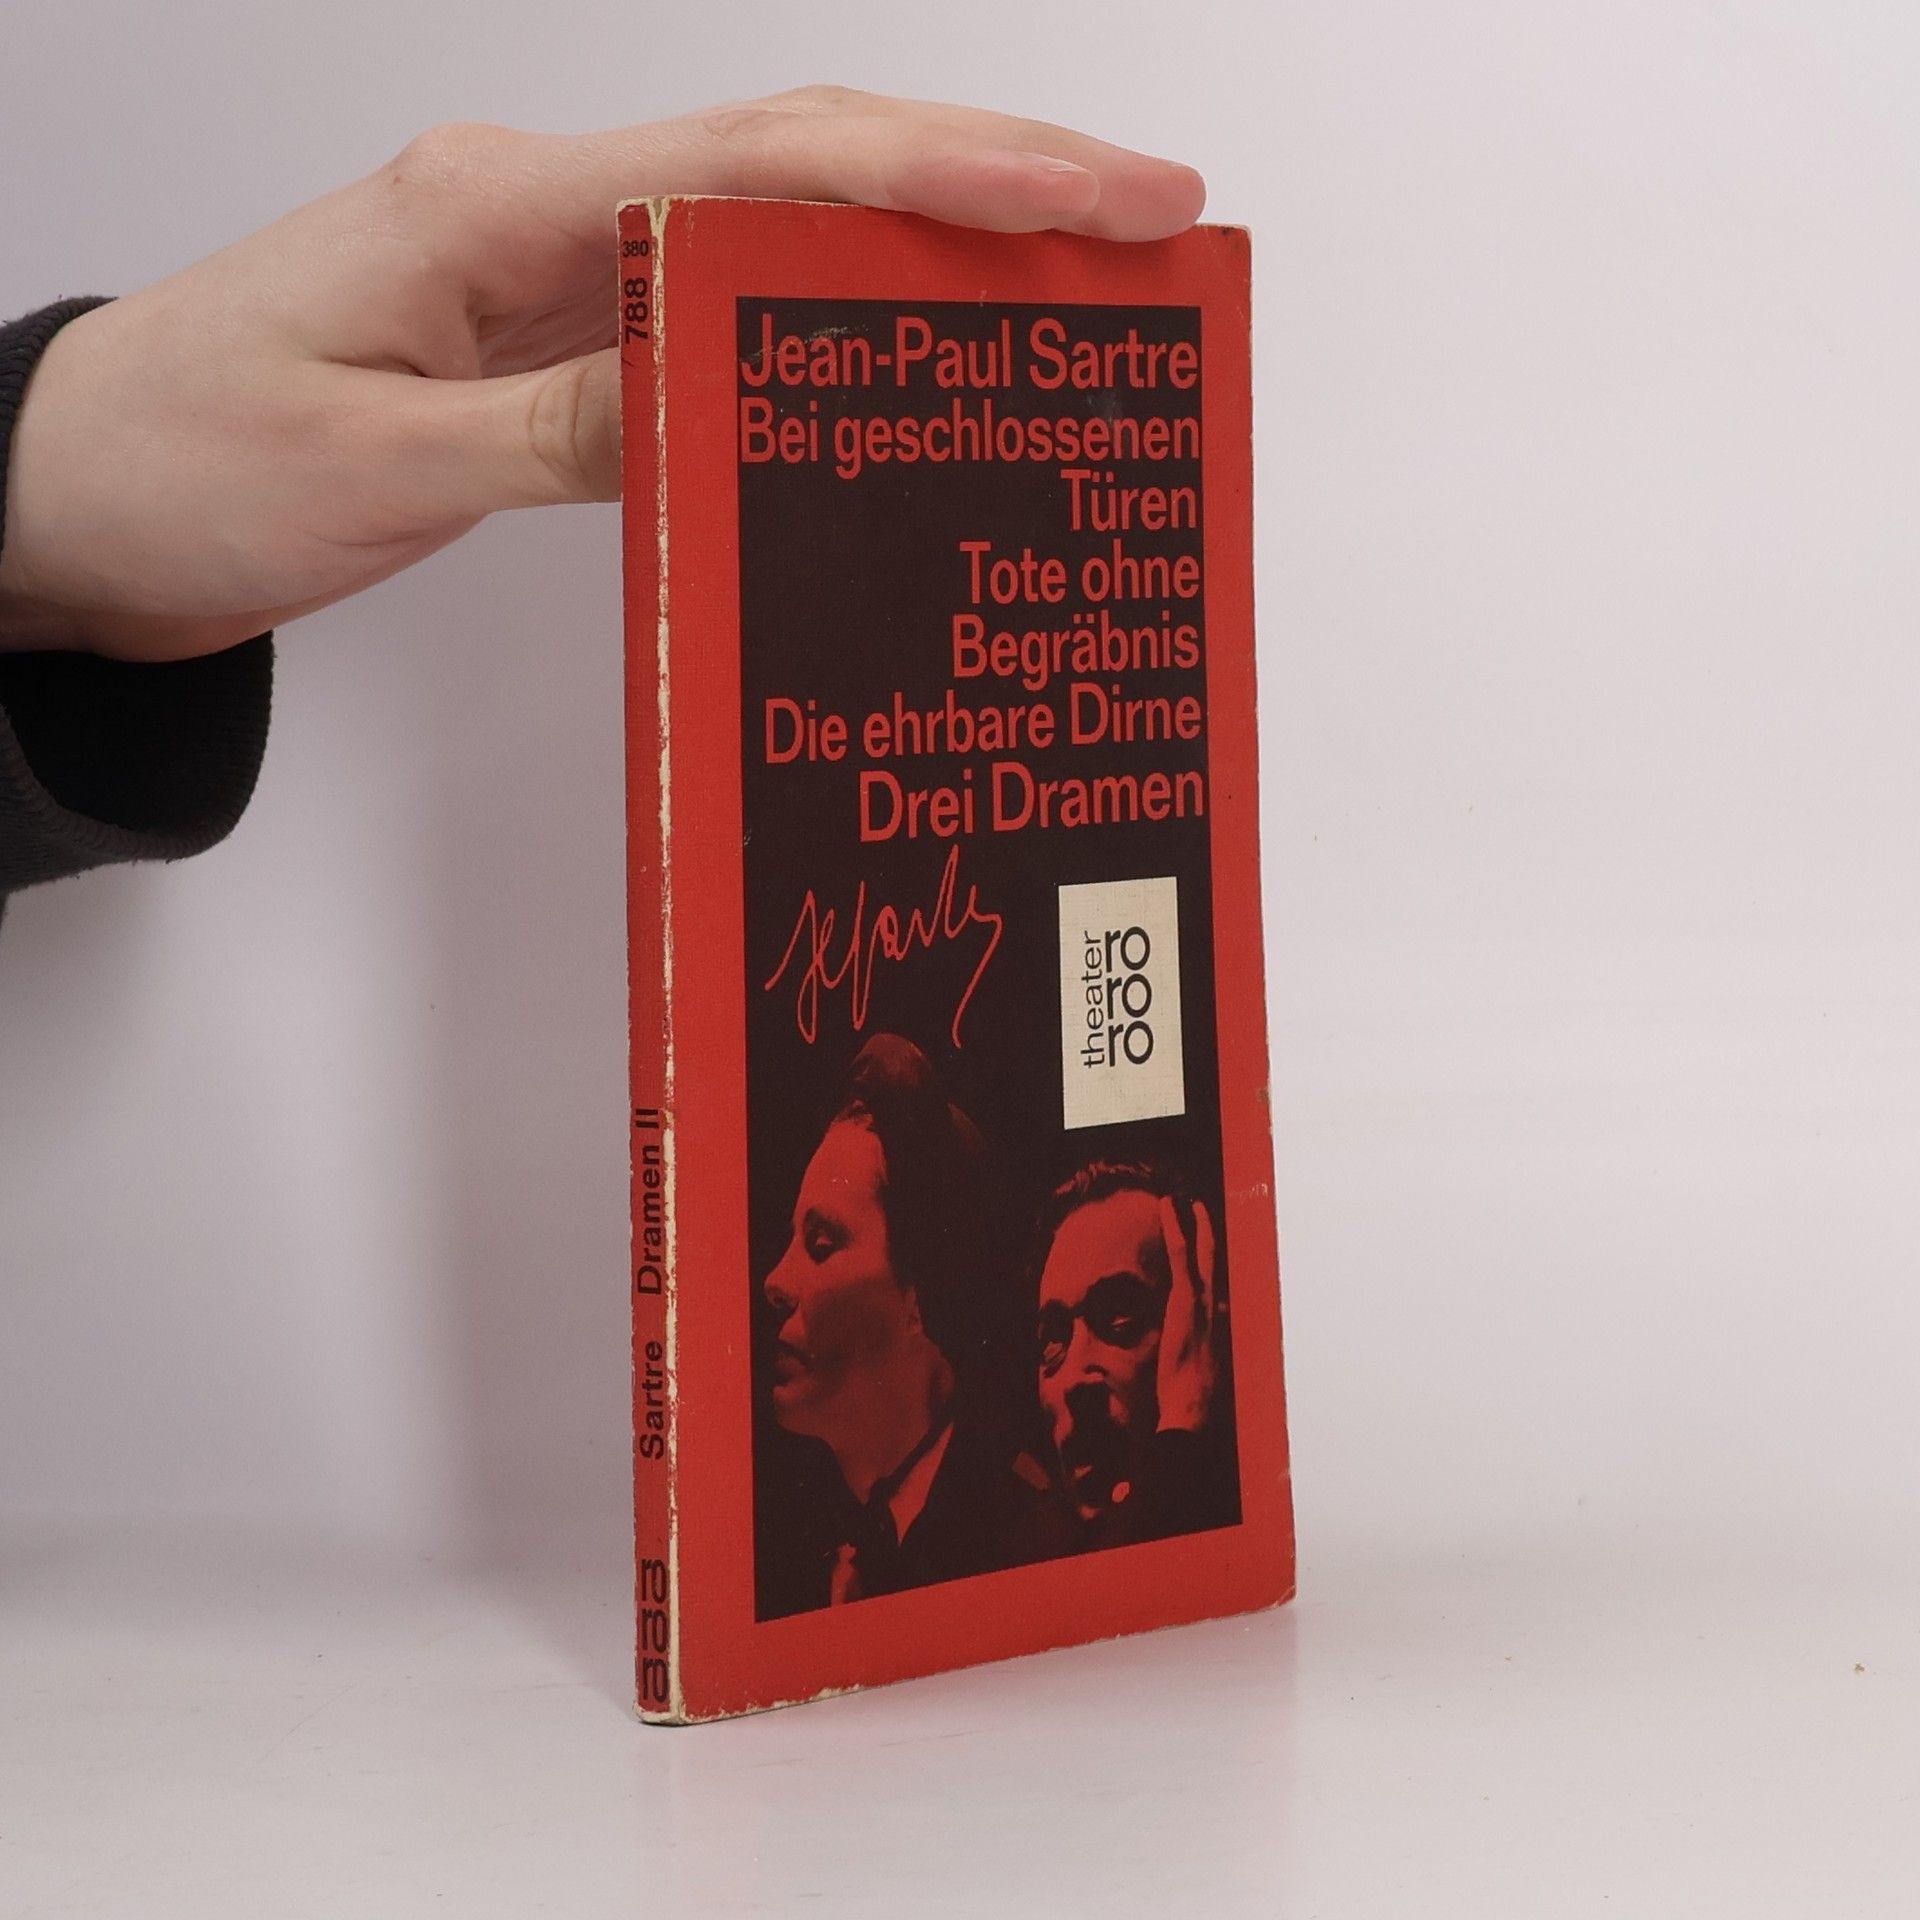 Jean-Paul Sartre
Bei geschlossenen
Türen
Tote ohne
Begräbnis
Die ehrbare Dirne
Drei Dramen
theater
ro
ro
ro
380
788
Sartre Dramen II
ro
ro
ro